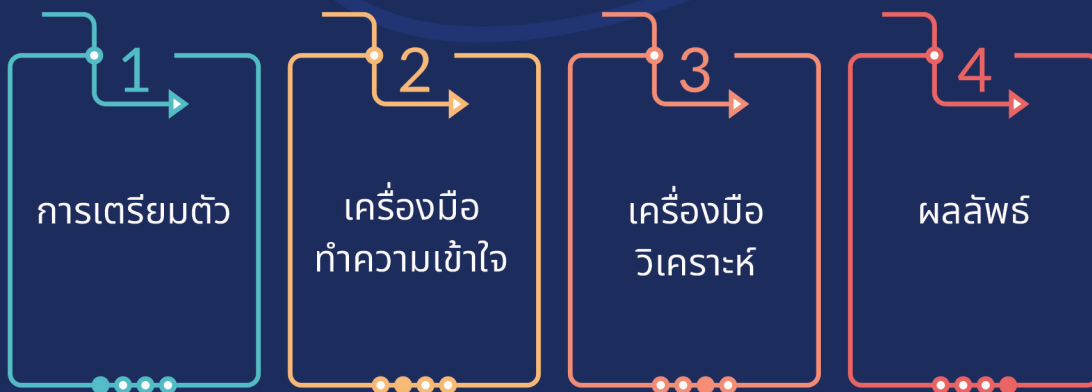 1
การเตรียมตัว
2
เครื่องมือ
ทำความเข้าใจ
3
เครื่องมือ
วิเคราะห์
4
ผลลัพธ์